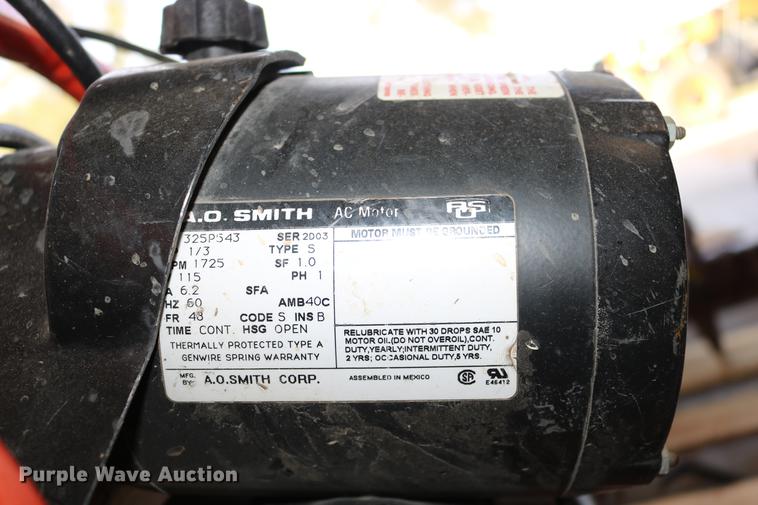 A.O. SMITH AC Motor
325P543 SER 2D03
1/3 TYPE S
PM 1725 SF 1.0
115 PH 1
A 6.2 SFA
HZ 60 AMB 40C
FR 48 CODE S INS B
TIME CONT. HSG OPEN
THERMALLY PROTECTED TYPE A
GENWIRE SPRING WARRANTY
MOTOR MUST BE GROUNDED
RELUBRICATE WITH 30 DROPS SAE 10
MOTOR OIL.(DO NOT OVEROIL),CONT.
DUTY,YEARLY;INTERMITTENT DUTY,
2 YRS; OCCASIONAL DUTY,5 YRS.
MFG. BY: A.O.SMITH CORP. ASSEMBLED IN MEXICO
E46412
Purple Wave Auction